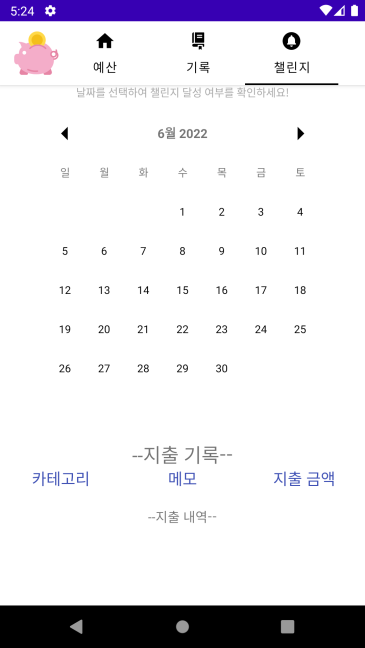 5:24
예산 기록 챌린지
날짜를 선택하여 챌린지 달성 여부를 확인하세요!
6월 2022
일 월 화 수 목 금 토
1 2 3 4
5 6 7 8 9 10 11
12 13 14 15 16 17 18
19 20 21 22 23 24 25
26 27 28 29 30
--지출 기록--
카테고리 메모 지출 금액
--지출 내역--